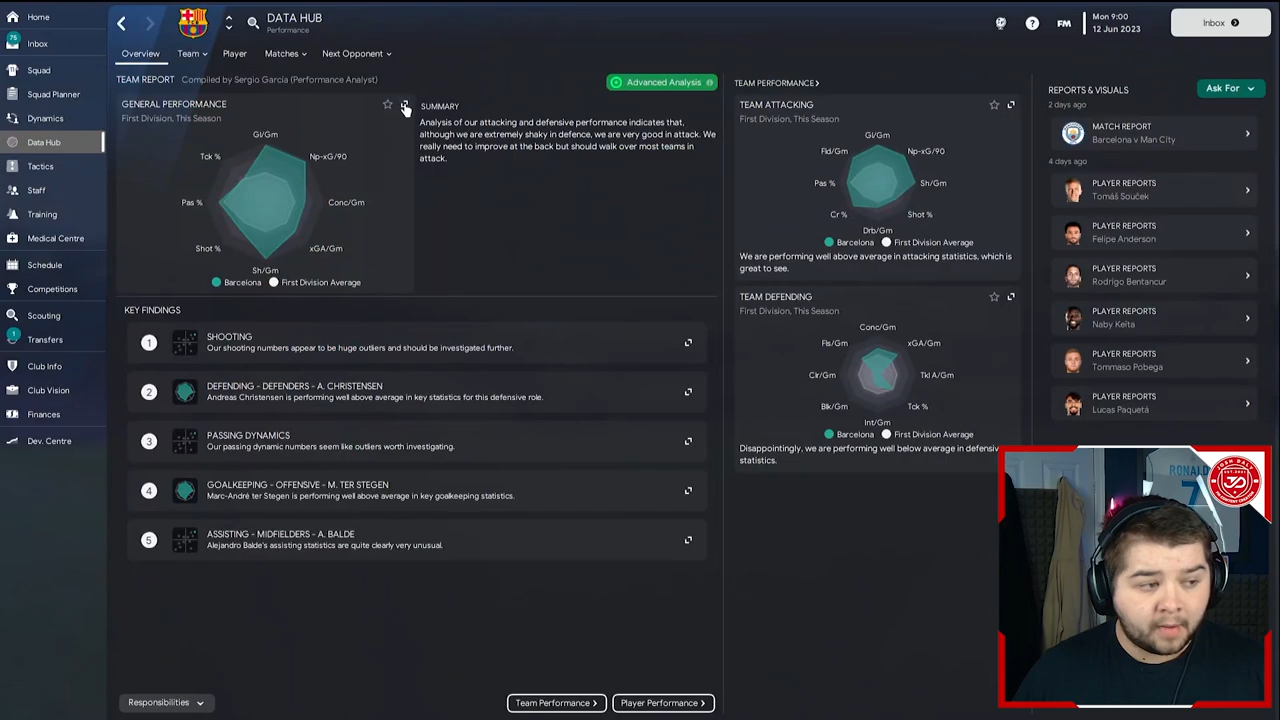 Home
75
Inbox
Squad
Squad Planner
Dynamics
Data Hub
Tactics
Staff
Training
Medical Centre
Schedule
Competitions
Scouting
1
Transfers
Club Info
Club Vision
Finances
Dev. Centre
DATA HUB
Performance
?
FM
Mon 9:00
12 Jun 2023
Inbox
Overview
Team
Player
Matches
Next Opponent
TEAM REPORT Compiled by Sergio García (Performance Analyst)
Advanced Analysis
GENERAL PERFORMANCE
First Division, This Season
Gl/Gm
Tck %
Np-xG/90
Pas %
Conc/Gm
Shot %
xGA/Gm
Sh/Gm
Barcelona
First Division Average
SUMMARY
Analysis of our attacking and defensive performance indicates that,
although we are extremely shaky in defence, we are very good in attack. We
really need to improve at the back but should walk over most teams in
attack.
KEY FINDINGS
1
SHOOTING
Our shooting numbers appear to be huge outliers and should be investigated further.
2
DEFENDING - DEFENDERS - A. CHRISTENSEN
Andreas Christensen is performing well above average in key statistics for this defensive role.
3
PASSING DYNAMICS
Our passing dynamic numbers seem like outliers worth investigating.
4
GOALKEEPING - OFFENSIVE - M. TER STEGEN
Marc-André ter Stegen is performing well above average in key goalkeeping statistics.
5
ASSISTING - MIDFIELDERS - A. BALDE
Alejandro Balde's assisting statistics are quite clearly very unusual.
Responsibilities
Team Performance
Player Performance
TEAM PERFORMANCE
TEAM ATTACKING
First Division, This Season
Gl/Gm
Fld/Gm
Np-xG/90
Pas %
Sh/Gm
Cr %
Shot %
Drb/Gm
Barcelona
First Division Average
We are performing well above average in attacking statistics, which is
great to see.
TEAM DEFENDING
First Division, This Season
Conc/Gm
Fls/Gm
xGA/Gm
Clr/Gm
Tkl A/Gm
Blk/Gm
Tck %
Int/Gm
Barcelona
First Division Average
Disappointingly, we are performing well below average in defensive
statistics.
REPORTS & VISUALS
Ask For
2 days ago
MATCH REPORT
Barcelona v Man City
4 days ago
PLAYER REPORTS
Tomáš Souček
PLAYER REPORTS
Felipe Anderson
PLAYER REPORTS
Rodrigo Bentancur
PLAYER REPORTS
Naby Keïta
PLAYER REPORTS
Tommaso Pobega
PLAYER REPORTS
Lucas Paquetá
RONALD
7
JOSH DALY
JD